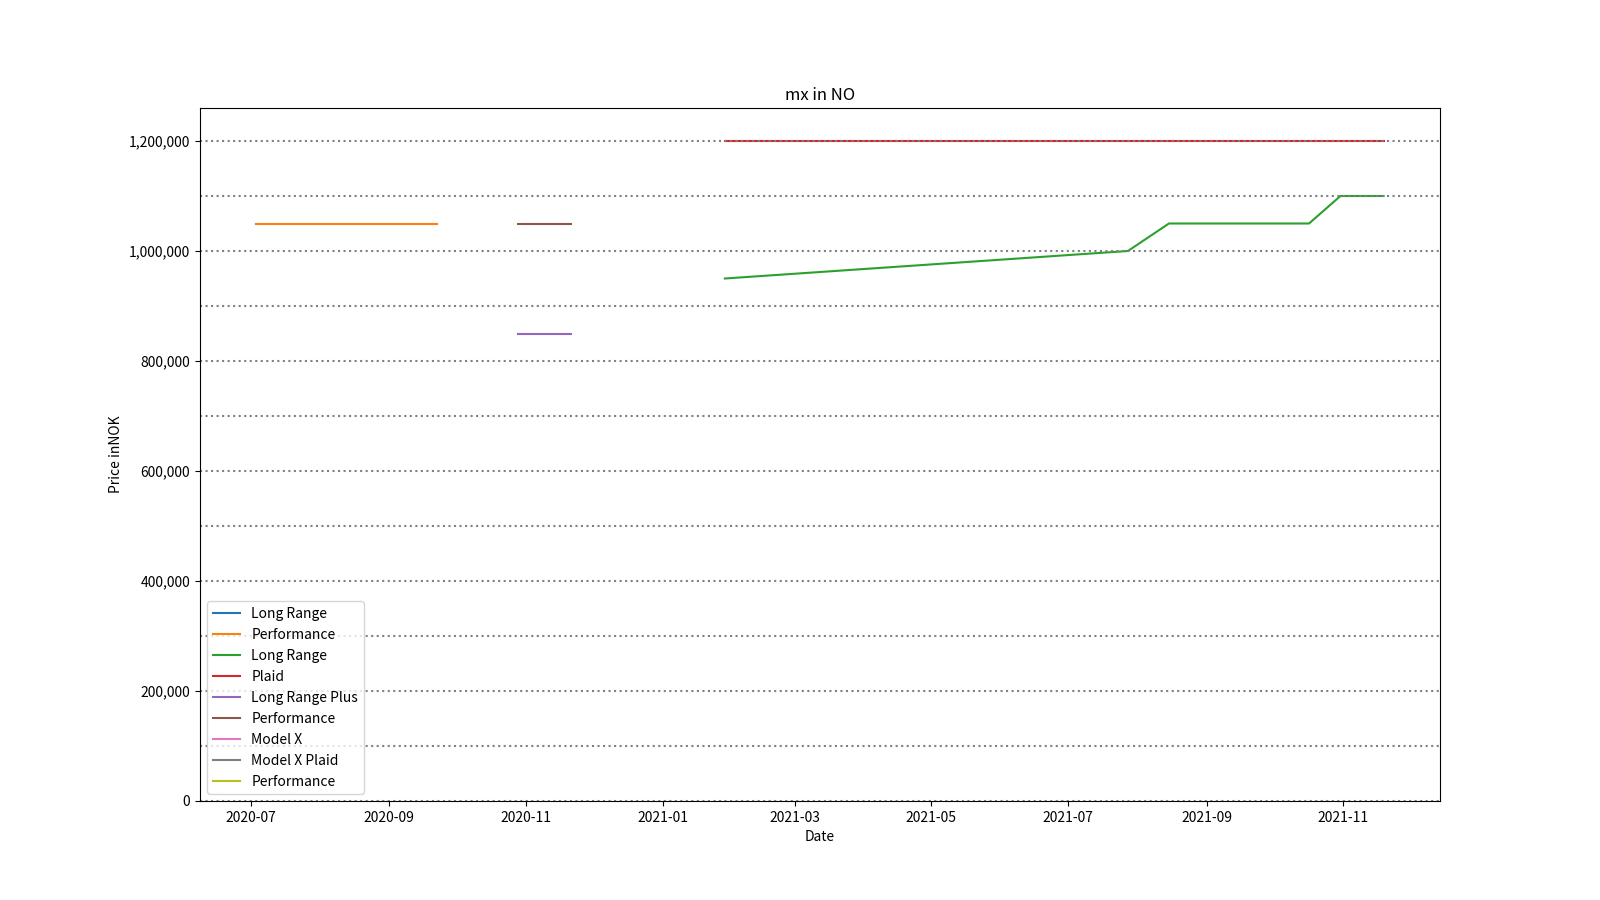 mx in NO
1,200,000
1,000,000
800,000
600,000
400,000
200,000
0
Price inNOK
Long Range
Performance
Long Range
Plaid
Long Range Plus
Performance
Model X
Model X Plaid
Performance
2020-07 2020-09 2020-11 2021-01 2021-03 2021-05 2021-07 2021-09 2021-11
Date